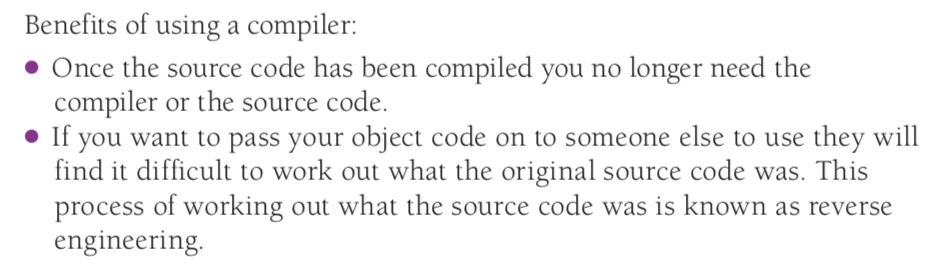 Benefits of using a compiler:
● Once the source code has been compiled you no longer need the
compiler or the source code.
● If you want to pass your object code on to someone else to use they will
find it difficult to work out what the original source code was. This
process of working out what the source code was is known as reverse
engineering.